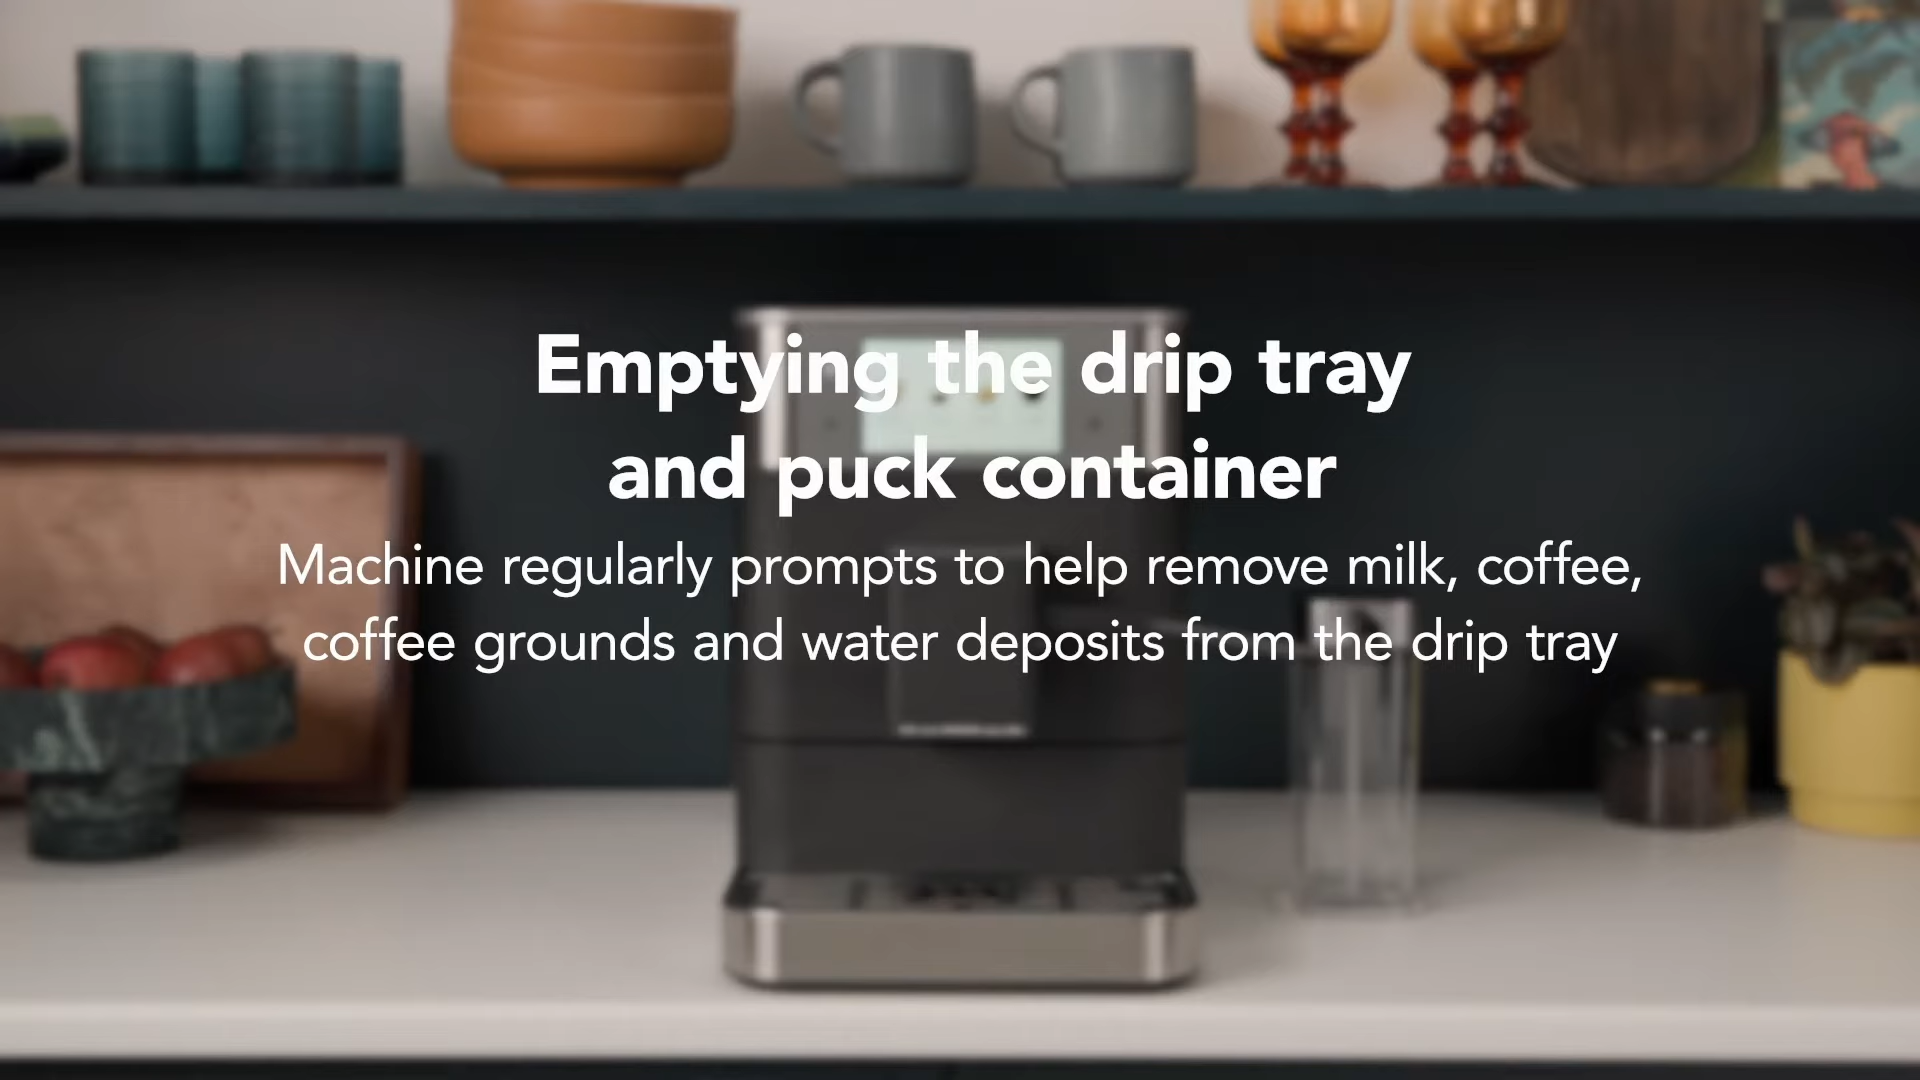 Emptying the drip tray
and puck container
Machine regularly prompts to help remove milk, coffee,
coffee grounds and water deposits from the drip tray